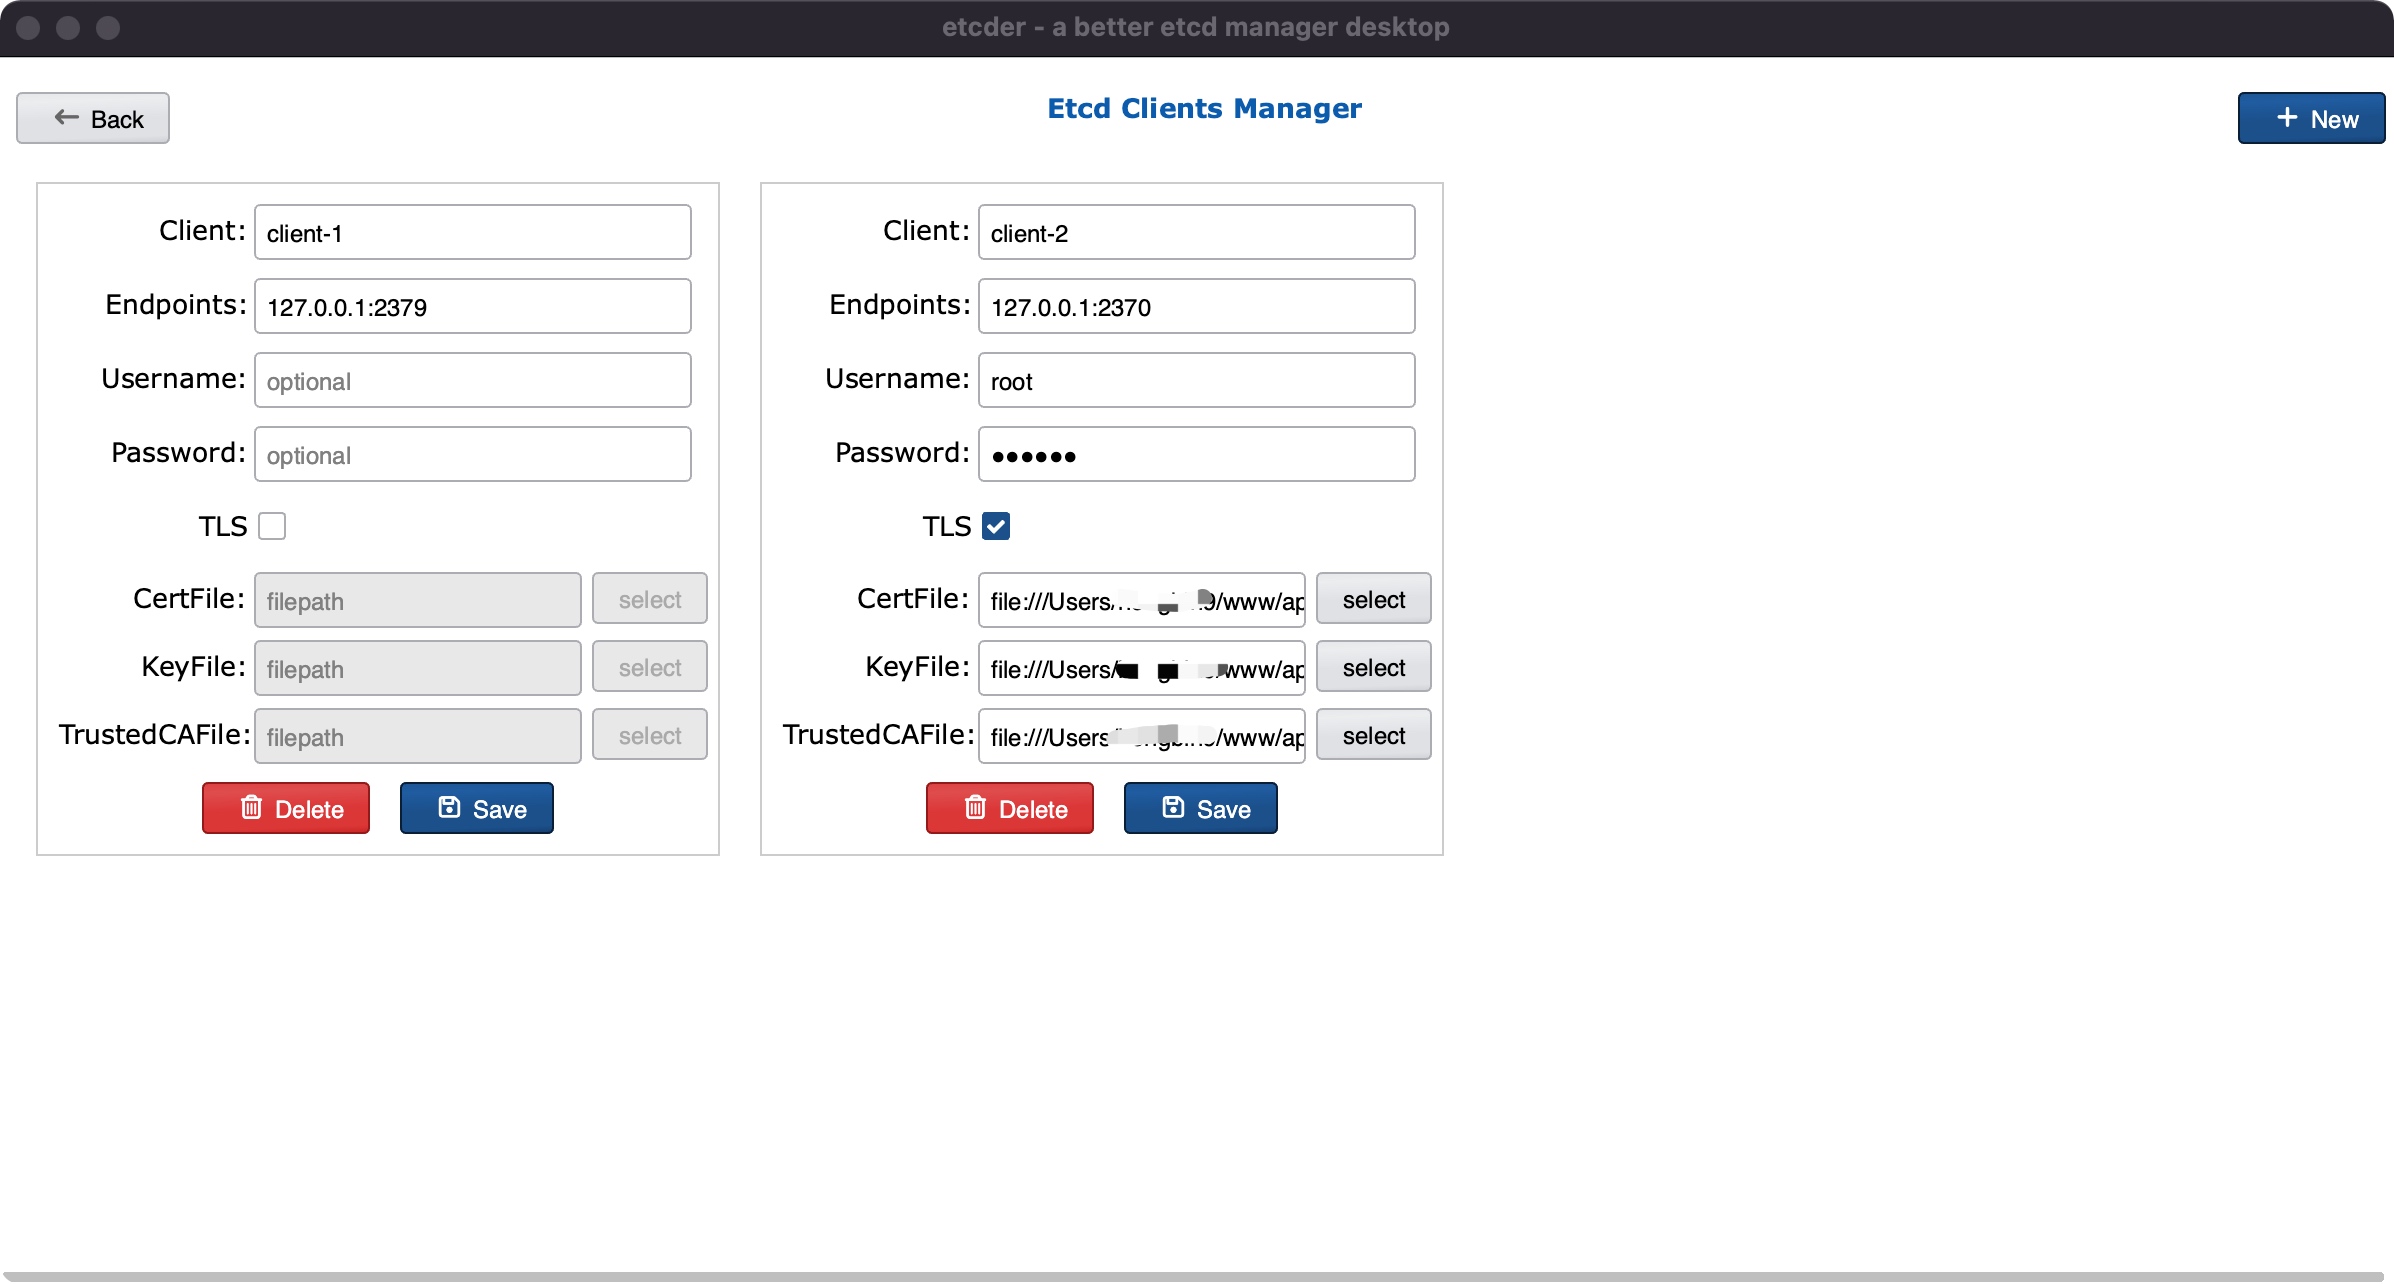 etcder - a better etcd manager desktop
Back
Etcd Clients Manager
New
Client: client-1
Endpoints: 127.0.0.1:2379
Username: optional
Password: optional
TLS
CertFile: filepath select
KeyFile: filepath select
TrustedCAFile: filepath select
Delete Save
Client: client-2
Endpoints: 127.0.0.1:2370
Username: root
Password: ●●●●●●
TLS
CertFile: file:///Users/ /www/ap select
KeyFile: file:///Users/ /www/ap select
TrustedCAFile: file:///Users /www/ap select
Delete Save